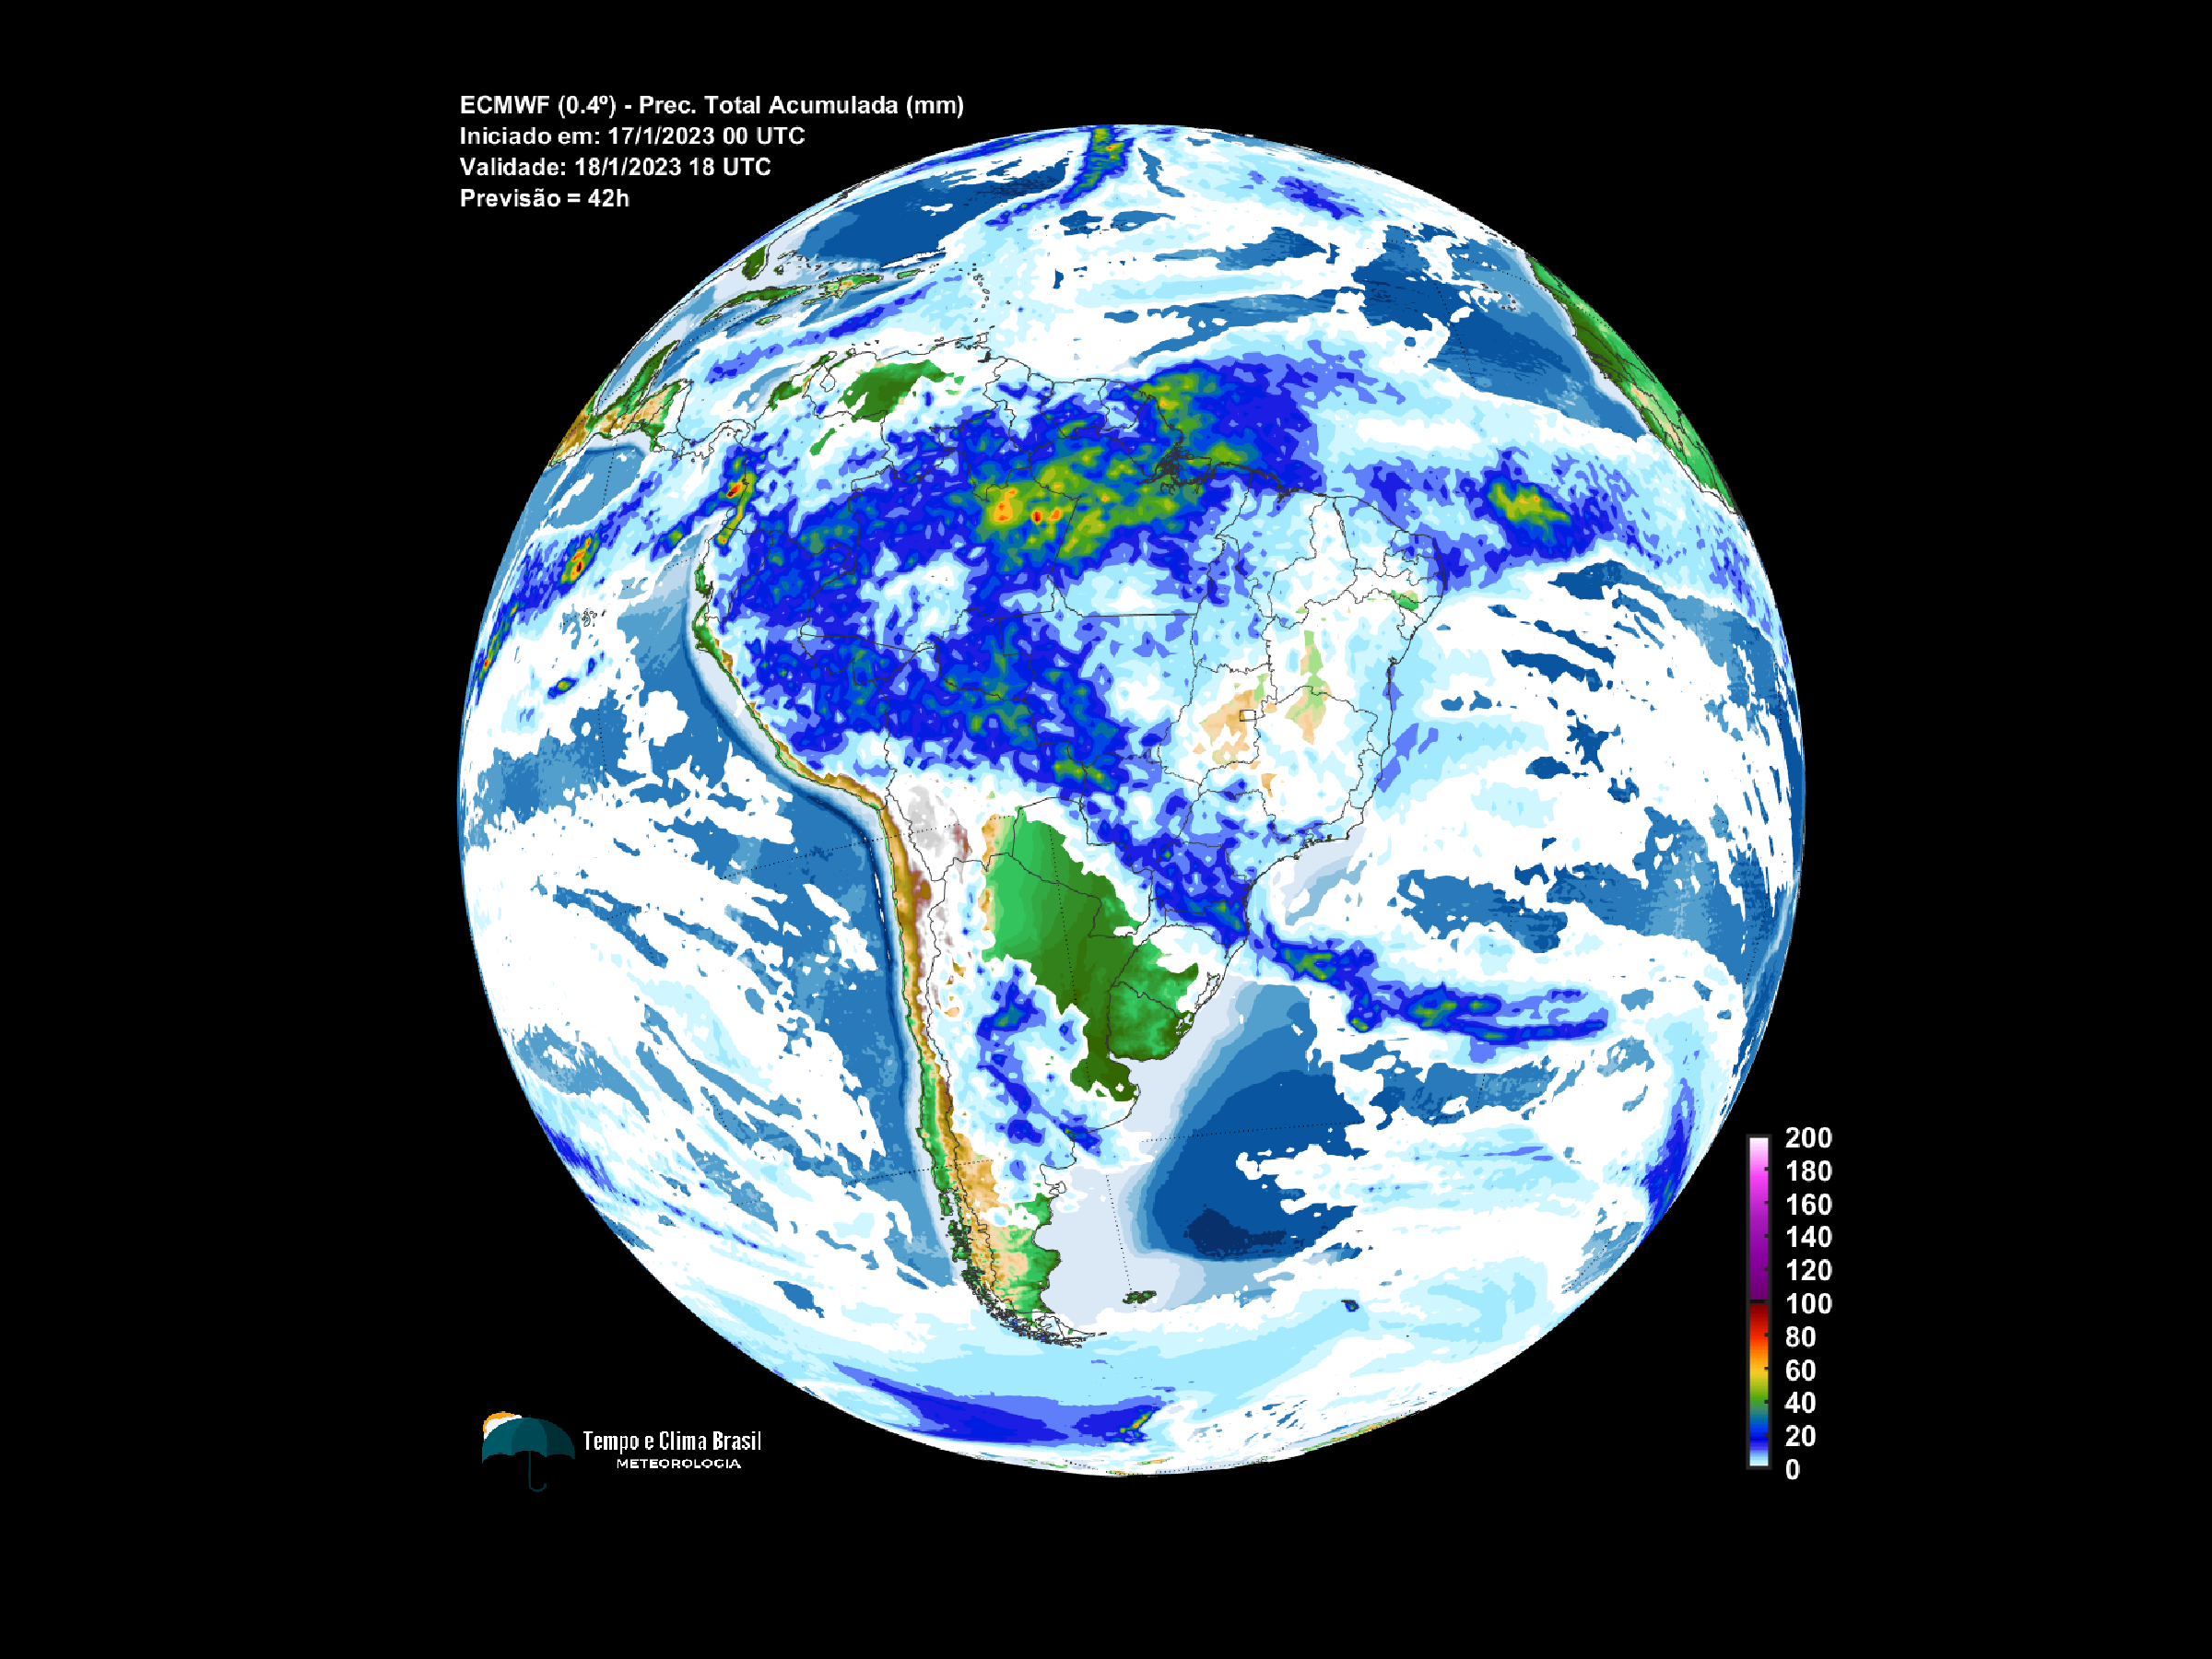 ECMWF (0.4º) - Prec. Total Acumulada (mm)
Iniciado em: 17/1/2023 00 UTC
Validade: 18/1/2023 18 UTC
Previsão = 42h
200
180
160
140
120
100
80
60
40
20
0
Tempo e Clima Brasil
METEOROLOGIA